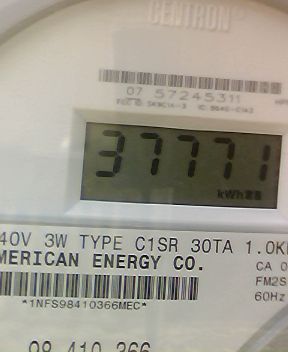 CENTRON
07 57245311
37771
kWh
40V 3W TYPE C1SR 30TA 1.0K
MERICAN ENERGY CO.
CA 0
*1NFS98410366MEC*
FM2S
60Hz
98 410 366